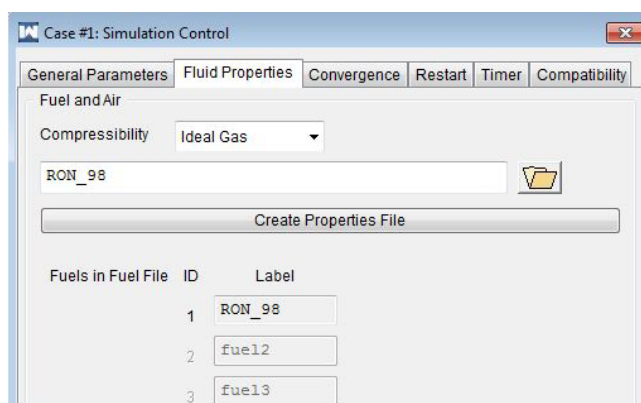 Case #1: Simulation Control
General Parameters Fluid Properties Convergence Restart Timer Compatibility
Fuel and Air
Compressibility Ideal Gas
RON_98
Create Properties File
Fuels in Fuel File ID Label
1 RON_98
2 fuel2
3 fuel3